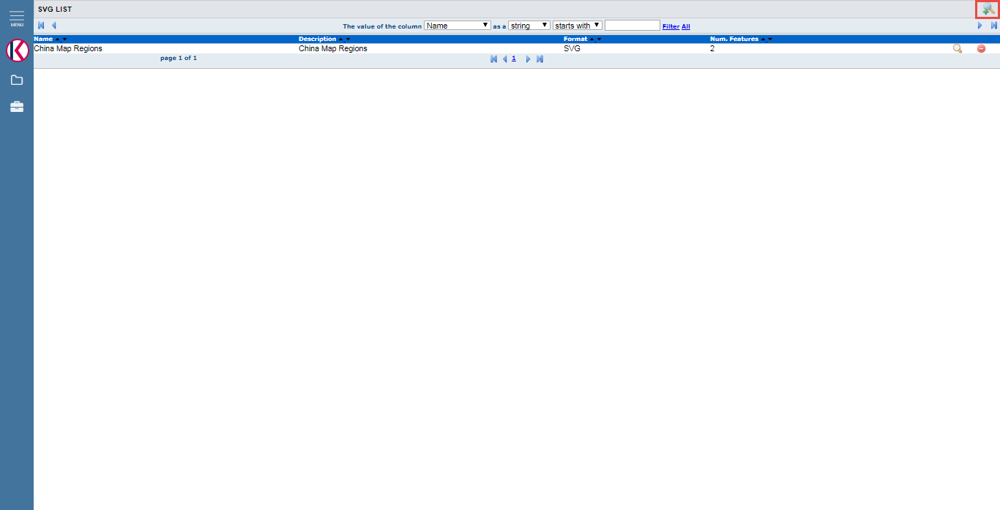 SVG LIST
MENU
The value of the column Name as a string starts with Filter All
Name Description Format Num. Features
China Map Regions China Map Regions SVG 2
page 1 of 1 1